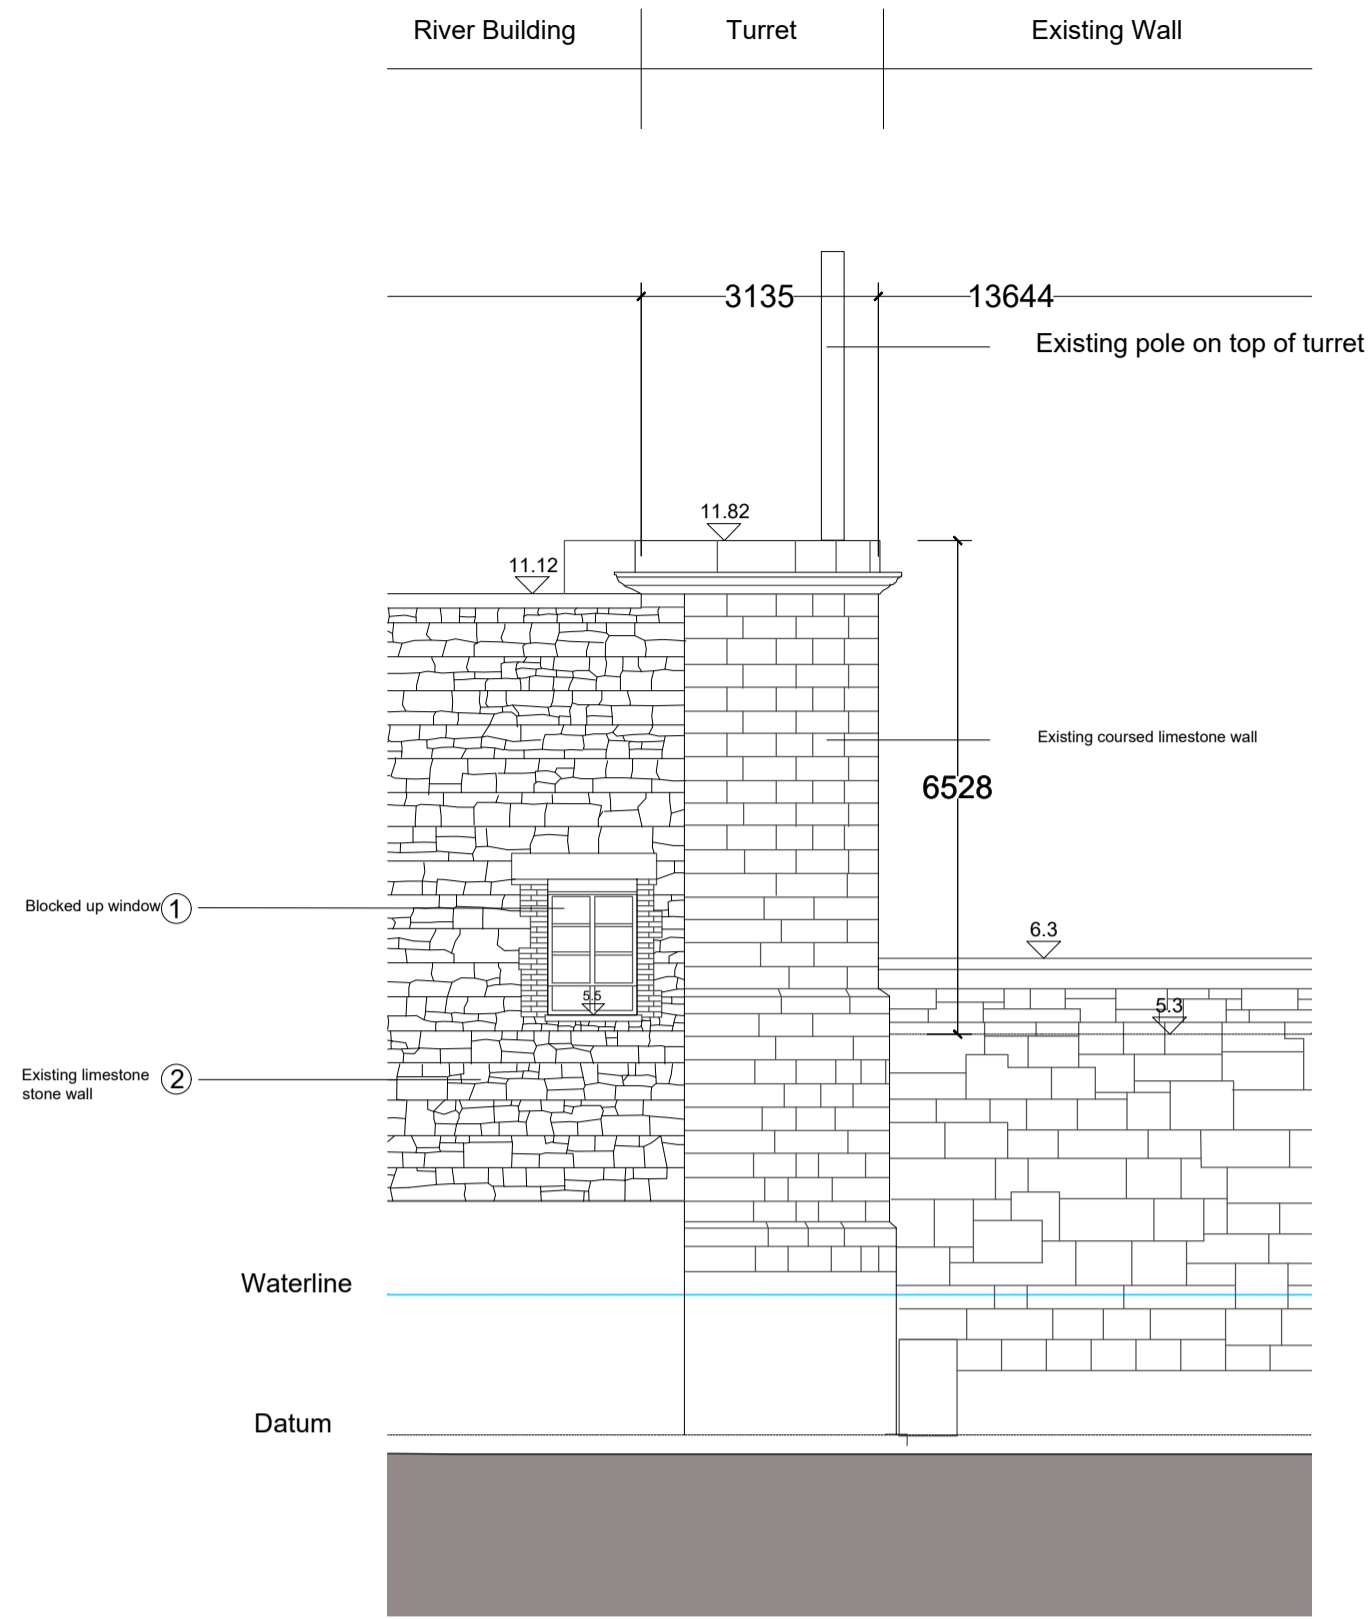 River Building
Turret
Existing Wall
3135
13644
Existing pole on top of turret
11.82
11.12
Existing coursed limestone wall
6528
Blocked up window 1
6.3
5.5
5.3
Existing limestone 2
stone wall
Waterline
Datum